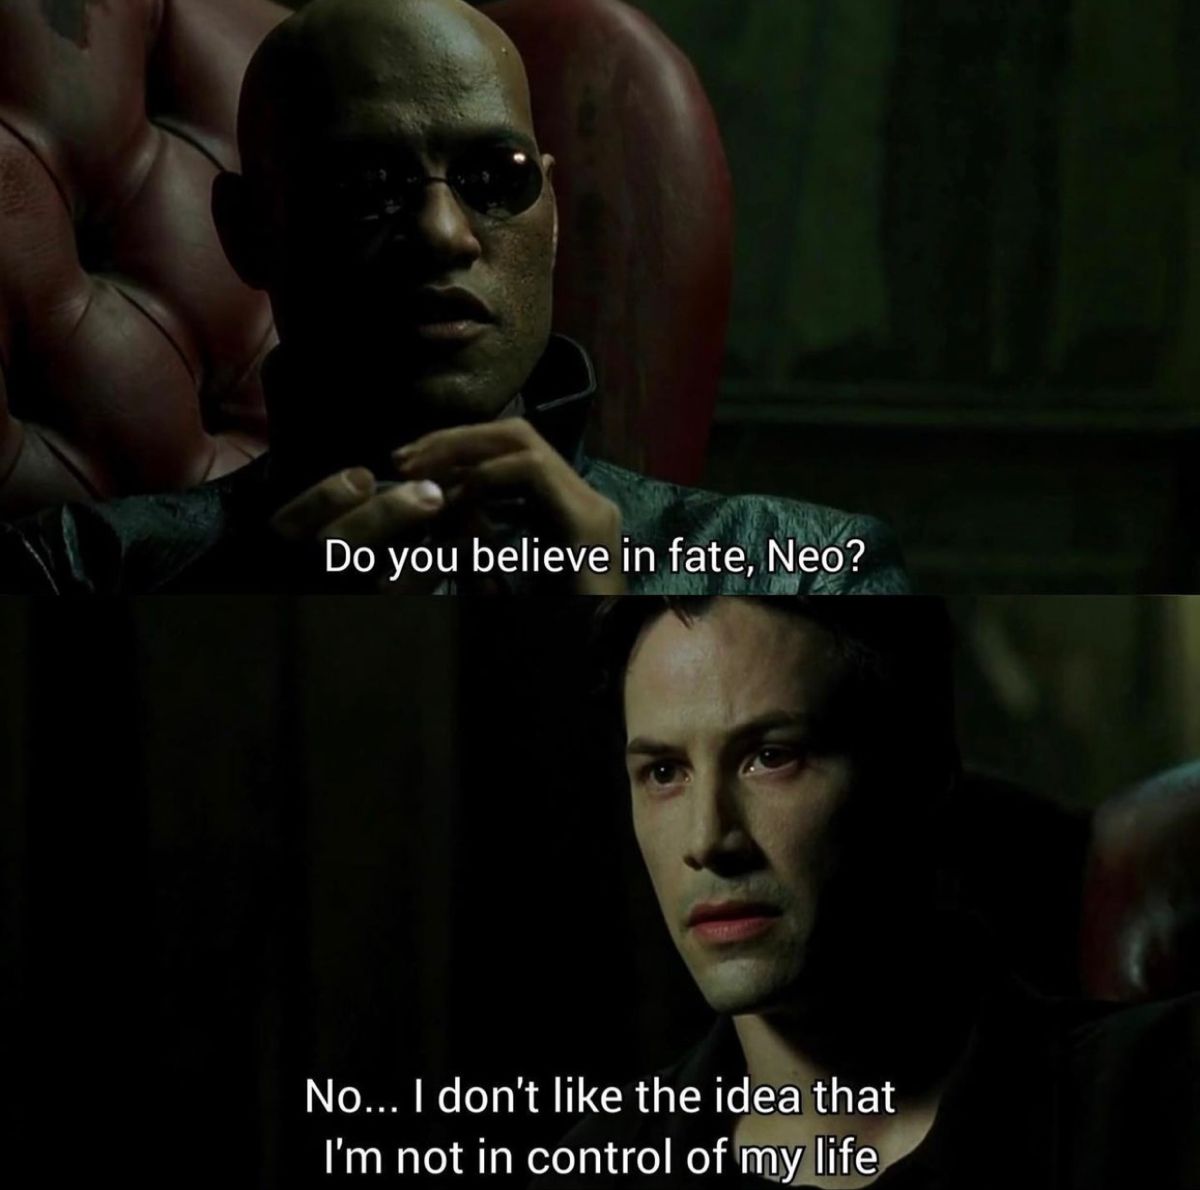 Do you believe in fate, Neo?
No... I don't like the idea that
I'm not in control of my life